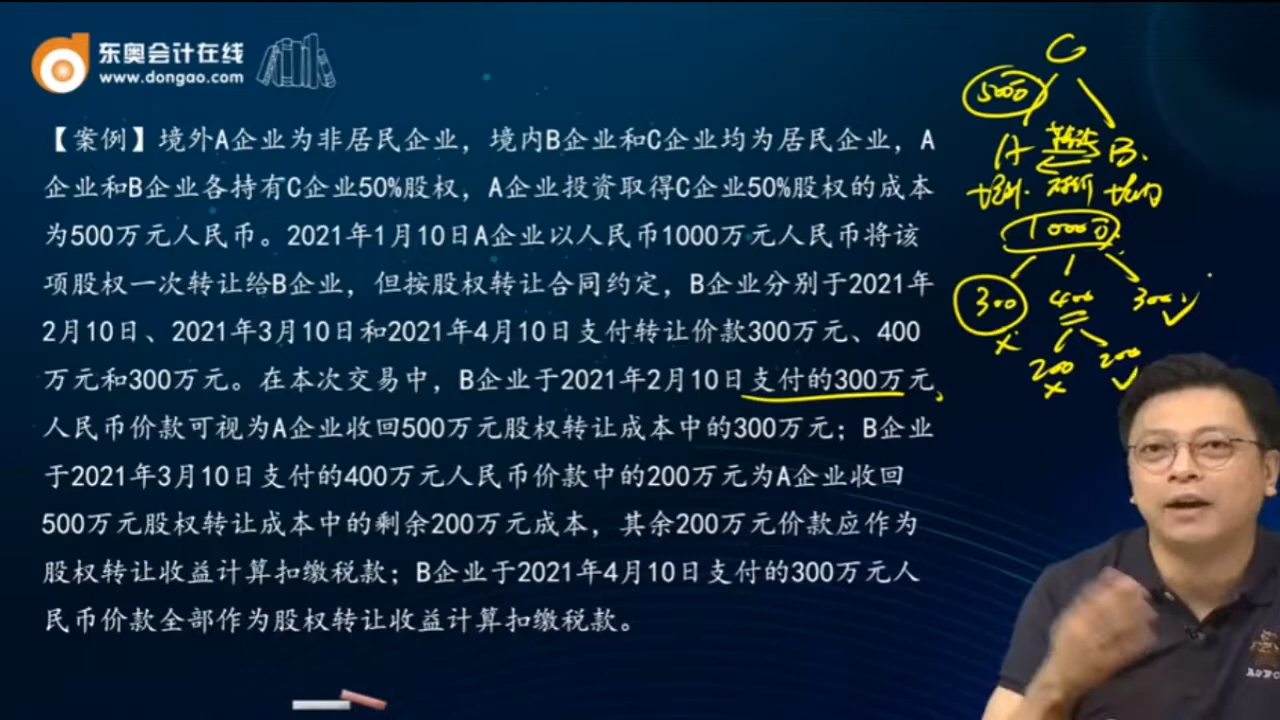 东奥会计在线
www.dongao.com
【案例】境外A企业为非居民企业，境内B企业和C企业均为居民企业，A
企业和B企业各持有C企业50%股权，A企业投资取得C企业50%股权的成本
为500万元人民币。2021年1月10日A企业以人民币1000万元人民币将该
项股权一次转让给B企业，但按股权转让合同约定，B企业分别于2021年
2月10日、2021年3月10日和2021年4月10日支付转让价款300万元、400
万元和300万元。在本次交易中，B企业于2021年2月10日支付的300万元
人民币价款可视为A企业收回500万元股权转让成本中的300万元；B企业
于2021年3月10日支付的400万元人民币价款中的200万元为A企业收回
500万元股权转让成本中的剩余200万元成本，其余200万元价款应作为
股权转让收益计算扣缴税款；B企业于2021年4月10日支付的300万元人
民币价款全部作为股权转让收益计算扣缴税款。
C
500万
A 转让 B
境外 对价 境内
1000万
300 400 300
200 200